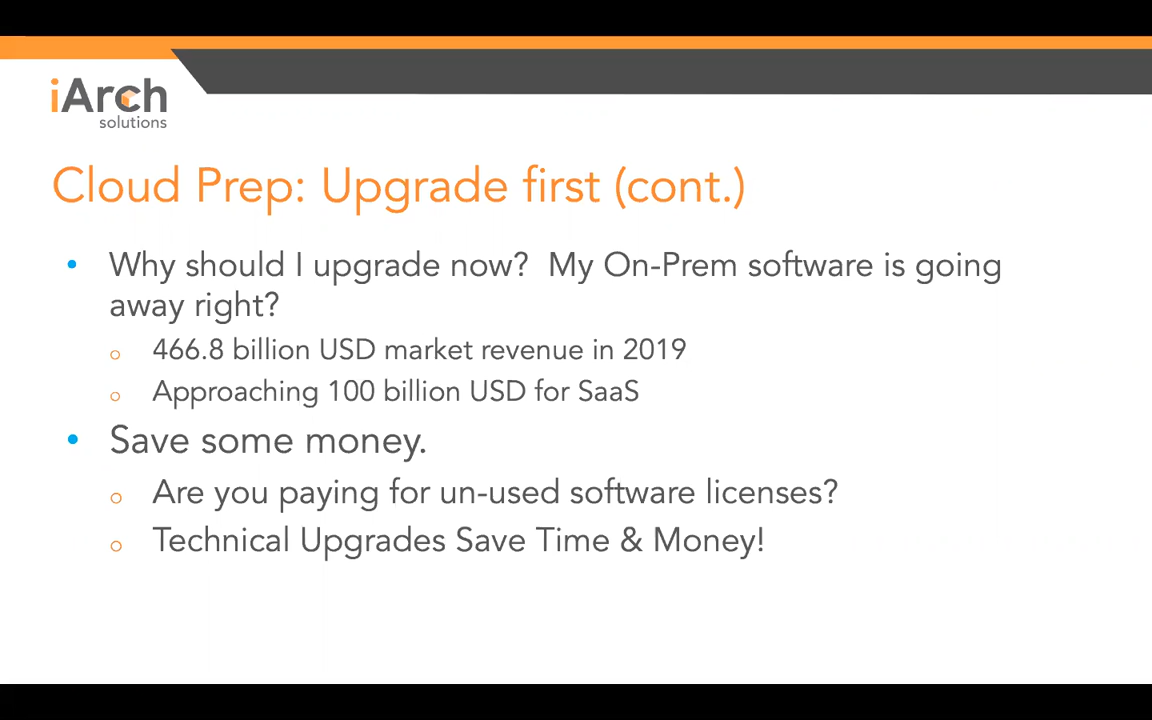 iArch
solutions
Cloud Prep: Upgrade first (cont.)
• Why should I upgrade now?  My On-Prem software is going
away right?
o 466.8 billion USD market revenue in 2019
o Approaching 100 billion USD for SaaS
• Save some money.
o Are you paying for un-used software licenses?
o Technical Upgrades Save Time & Money!